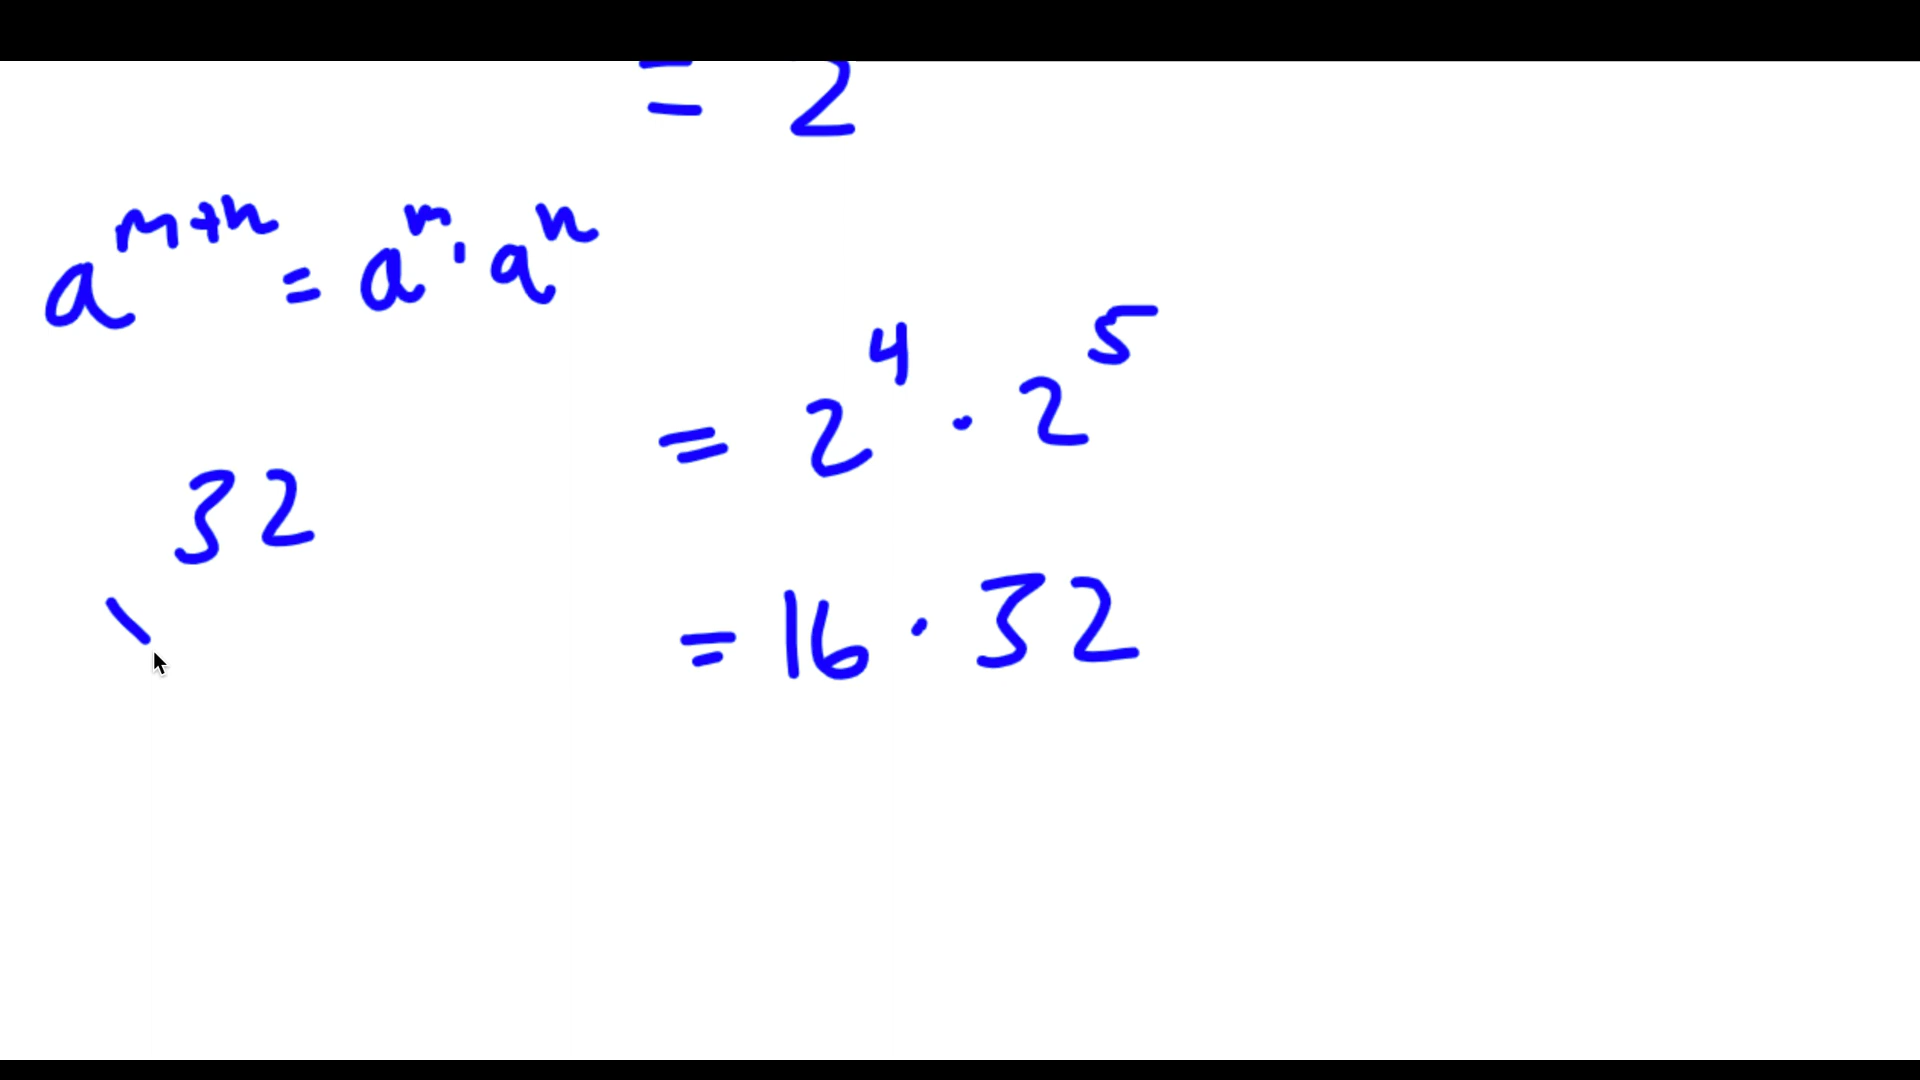 = 2
a^{m+n} = a^m · a^n
= 2^4 · 2^5
32
= 16 · 32